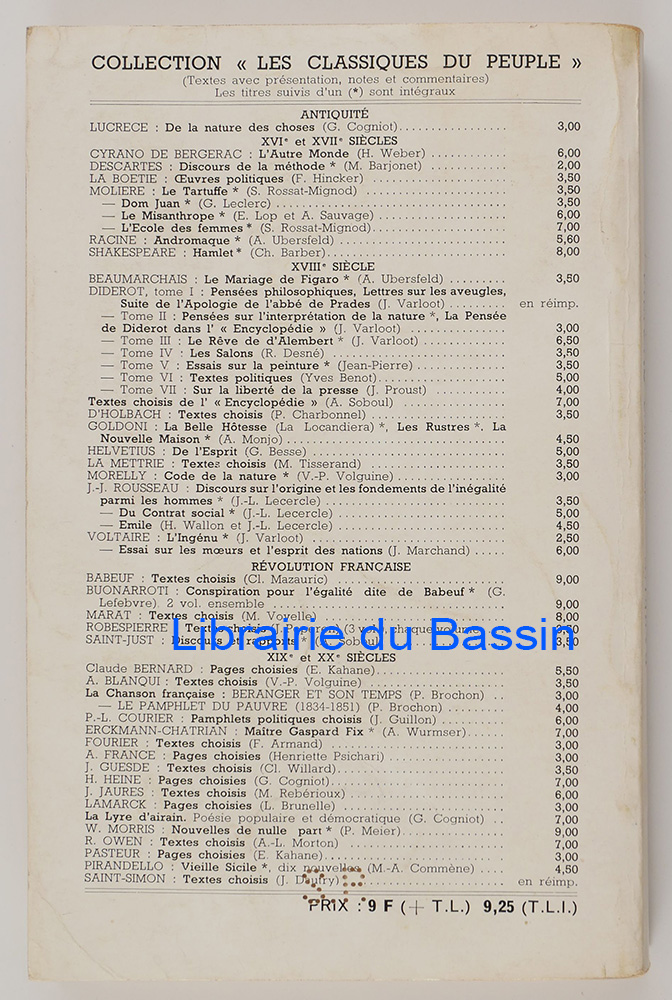 COLLECTION « LES CLASSIQUES DU PEUPLE »
(Textes avec présentation, notes et commentaires)
Les titres suivis d'un (*) sont intégraux
ANTIQUITÉ
LUCRECE : De la nature des choses (G. Cogniot)................ 3,00
XVIe et XVIIe SIÈCLES
CYRANO DE BERGERAC : L'Autre Monde (H. Weber) ............ 6,00
DESCARTES : Discours de la méthode * (M. Barjonet) ............ 2,00
LA BOETIE : Œuvres politiques (F. Hincker) .................... 3,50
MOLIERE : Le Tartuffe * (S. Rossat-Mignod) .................... 3,50
— Dom Juan * (G. Leclerc) .................... 3,50
— Le Misanthrope * (E. Lop et A. Sauvage) .................... 6,00
— L'Ecole des femmes * (S. Rossat-Mignod).................... 7,00
RACINE : Andromaque * (A. Ubersfeld) .................... 5,60
SHAKESPEARE : Hamlet * (Ch. Barber).................... 8,00
XVIIIe SIÈCLE
BEAUMARCHAIS : Le Mariage de Figaro * (A. Ubersfeld) ......... 3,50
DIDEROT, tome I : Pensées philosophiques, Lettres sur les aveugles,
Suite de l'Apologie de l'abbé de Prades (J. Varloot) ......... en réimp.
— Tome II : Pensées sur l'interprétation de la nature *, La Pensée
de Diderot dans l' « Encyclopédie » (J. Varloot) ............... 3,00
— Tome III : Le Rêve de d'Alembert * (J. Varloot) ............. 6,50
— Tome IV : Les Salons (R. Desné) .................... 3,50
— Tome V : Essais sur la peinture * (Jean-Pierre) ............. 3,50
— Tome VI : Textes politiques (Yves Benot).................... 5,00
— Tome VII : Sur la liberté de la presse (J. Proust) ............ 4,00
Textes choisis de l' « Encyclopédie » (A. Soboul) ............... 7,00
D'HOLBACH : Textes choisis (P. Charbonnel) .................... 3,50
GOLDONI : La Belle Hôtesse (La Locandiera) *, Les Rustres *, La
Nouvelle Maison * (A. Monjo) .................... 4,50
HELVETIUS : De l'Esprit (G. Besse) .................... 5,00
LA METTRIE : Textes choisis (M. Tisserand) .................... 3,50
MORELLY : Code de la nature * (V.-P. Volguine) ................ 3,00
J.-J. ROUSSEAU : Discours sur l'origine et les fondements de l'inégalité
parmi les hommes * (J.-L. Lecercle) .................... 3,50
— Du Contrat social * (J.-L. Lecercle) .................... 5,00
— Emile (H. Wallon et J.-L. Lecercle) .................... 4,50
VOLTAIRE : L'Ingénu * (J. Varloot) .................... 2,50
— Essai sur les mœurs et l'esprit des nations (J. Marchand) ..... 6,00
RÉVOLUTION FRANÇAISE
BABEUF : Textes choisis (Cl. Mazauric) .................... 9,00
BUONARROTI : Conspiration pour l'égalité dite de Babeuf * (G.
Lefebvre) 2 vol. ensemble .................... 9,00
MARAT : Textes choisis (M. Vovelle) .................... 8,00
ROBESPIERRE : Textes choisis (J. Poperen) (3 vol.), chaque volume
SAINT-JUST : Discours et rapports * (A. Soboul) 3,50
Librairie du Bassin
XIXe et XXe SIÈCLES
Claude BERNARD : Pages choisies (E. Kahane).................... 5,50
A. BLANQUI : Textes choisis (V.-P. Volguine) .................... 3,50
La Chanson française : BERANGER ET SON TEMPS (P. Brochon) .. 3,00
— LE PAMPHLET DU PAUVRE (1834-1851) (P. Brochon) ......... 4,00
P.-L. COURIER : Pamphlets politiques choisis (J. Guillon) .......... 6,00
ERCKMANN-CHATRIAN : Maître Gaspard Fix * (A. Wurmser)...... 7,00
FOURIER : Textes choisis (F. Armand) .................... 3,00
A. FRANCE : Pages choisies (Henriette Psichari) ................ 3,00
J. GUESDE : Textes choisis (Cl. Willard).................... 3,50
H. HEINE : Pages choisies (G. Cogniot).................... 7,00
J. JAURES : Textes choisis (M. Rebérioux) .................... 6,00
LAMARCK : Pages choisies (L. Brunelle) .................... 3,00
La Lyre d'airain. Poésie populaire et démocratique (G. Cogniot) .. 7,00
W. MORRIS : Nouvelles de nulle part * (P. Meier).................... 9,00
R. OWEN : Textes choisis (A.-L. Morton) .................... 7,00
PASTEUR : Pages choisies (E. Kahane).................... 3,00
PIRANDELLO : Vieille Sicile *, dix nouvelles (M.-A. Commène) .... 4,50
SAINT-SIMON : Textes choisis (J. Dautry) .................... en réimp.
S.P.
PRIX : 9 F (+ T.L.) 9,25 (T.L.I.)